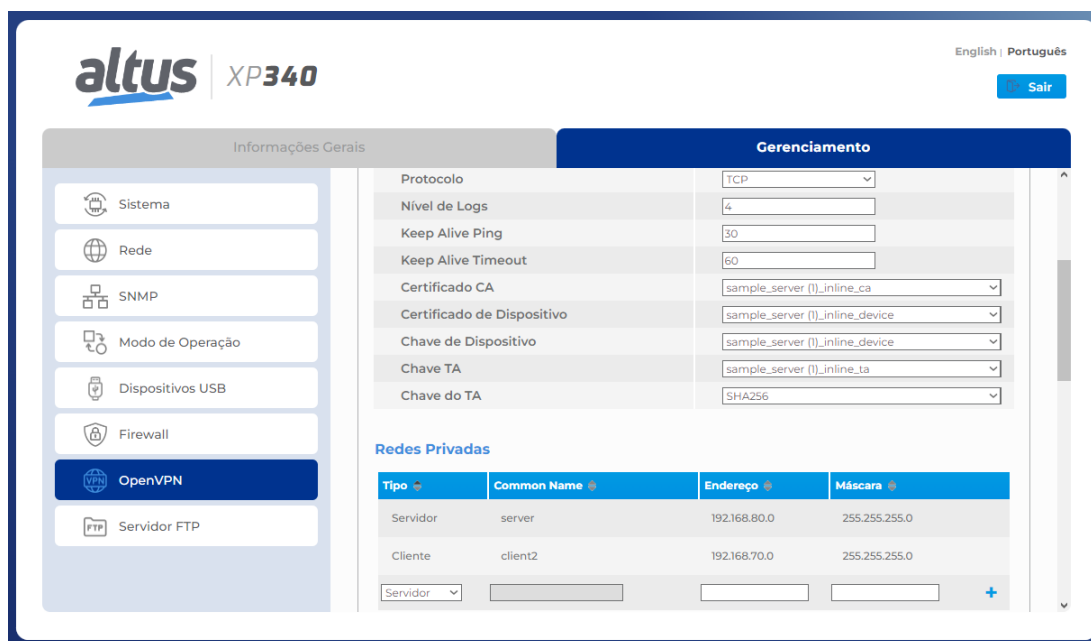 English | Português
altus XP340
Sair
Informações Gerais
Gerenciamento
Sistema
Rede
SNMP
Modo de Operação
Dispositivos USB
Firewall
VPN OpenVPN
FTP Servidor FTP
Protocolo TCP
Nível de Logs 4
Keep Alive Ping 30
Keep Alive Timeout 60
Certificado CA sample_server (1)_inline_ca
Certificado de Dispositivo sample_server (1)_inline_device
Chave de Dispositivo sample_server (1)_inline_device
Chave TA sample_server (1)_inline_ta
Chave do TA SHA256
Redes Privadas
Tipo Common Name Endereço Máscara
Servidor server 192.168.80.0 255.255.255.0
Cliente client2 192.168.70.0 255.255.255.0
Servidor +